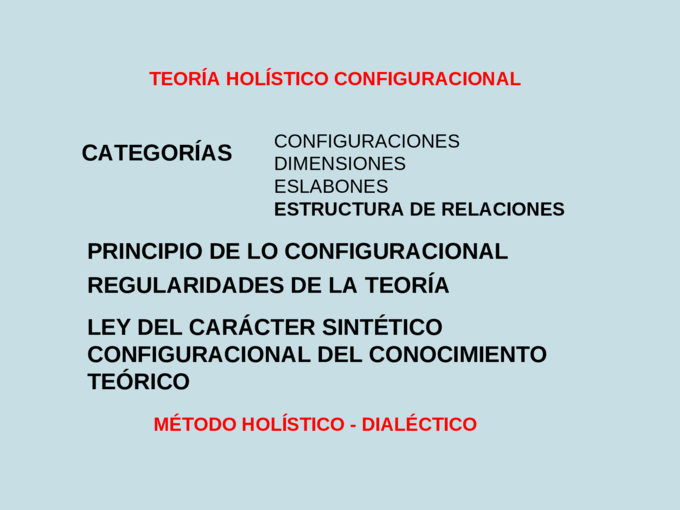 TEORÍA HOLÍSTICO CONFIGURACIONAL
CATEGORÍAS
CONFIGURACIONES
DIMENSIONES
ESLABONES
ESTRUCTURA DE RELACIONES
PRINCIPIO DE LO CONFIGURACIONAL
REGULARIDADES DE LA TEORÍA
LEY DEL CARÁCTER SINTÉTICO
CONFIGURACIONAL DEL CONOCIMIENTO
TEÓRICO
MÉTODO HOLÍSTICO - DIALÉCTICO